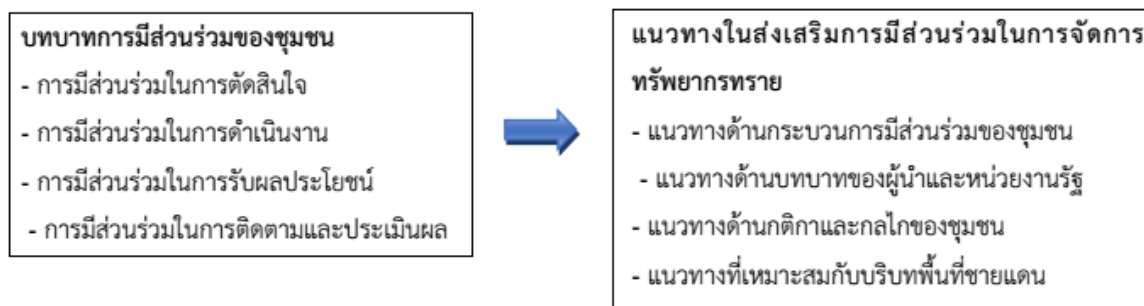 บทบาทการมีส่วนร่วมของชุมชน
- การมีส่วนร่วมในการตัดสินใจ
- การมีส่วนร่วมในการดำเนินงาน
- การมีส่วนร่วมในการรับผลประโยชน์
- การมีส่วนร่วมในการติดตามและประเมินผล
แนวทางในส่งเสริมการมีส่วนร่วมในการจัดการ
ทรัพยากรทราย
- แนวทางด้านกระบวนการมีส่วนร่วมของชุมชน
- แนวทางด้านบทบาทของผู้นำและหน่วยงานรัฐ
- แนวทางด้านกติกาและกลไกของชุมชน
- แนวทางที่เหมาะสมกับบริบทพื้นที่ชายแดน